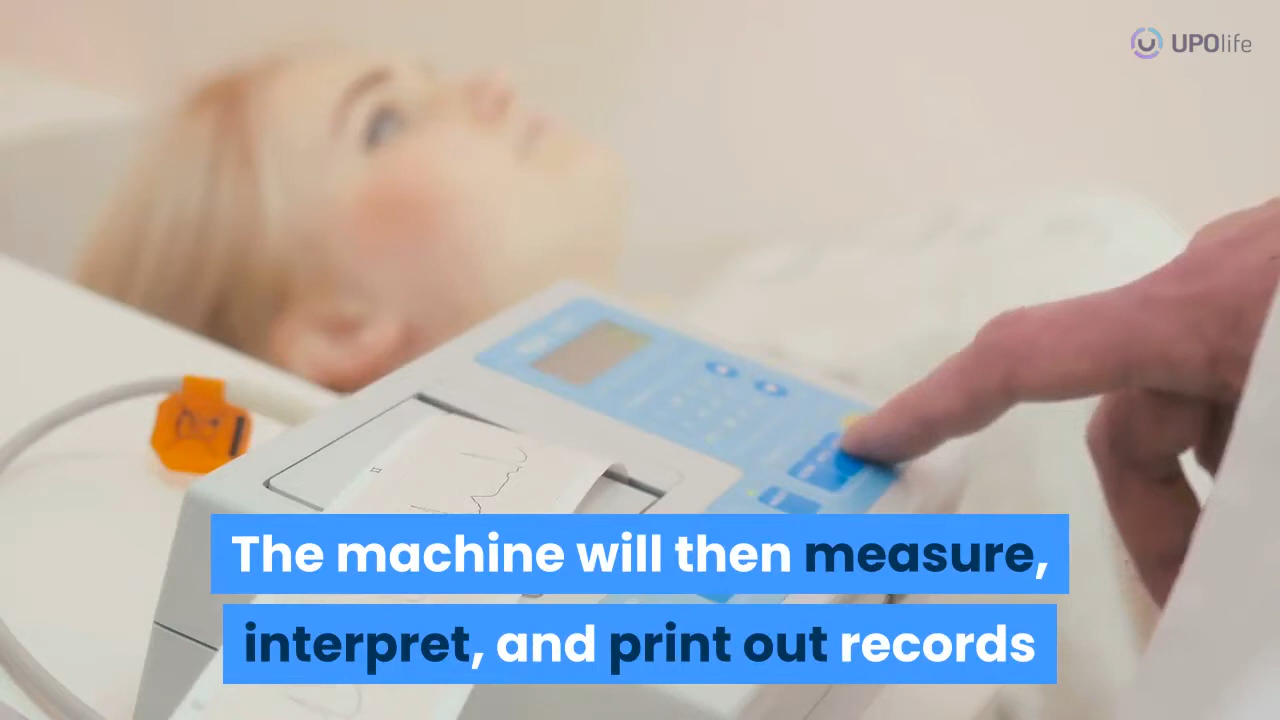 UPOlife
The machine will then measure,
interpret, and print out records